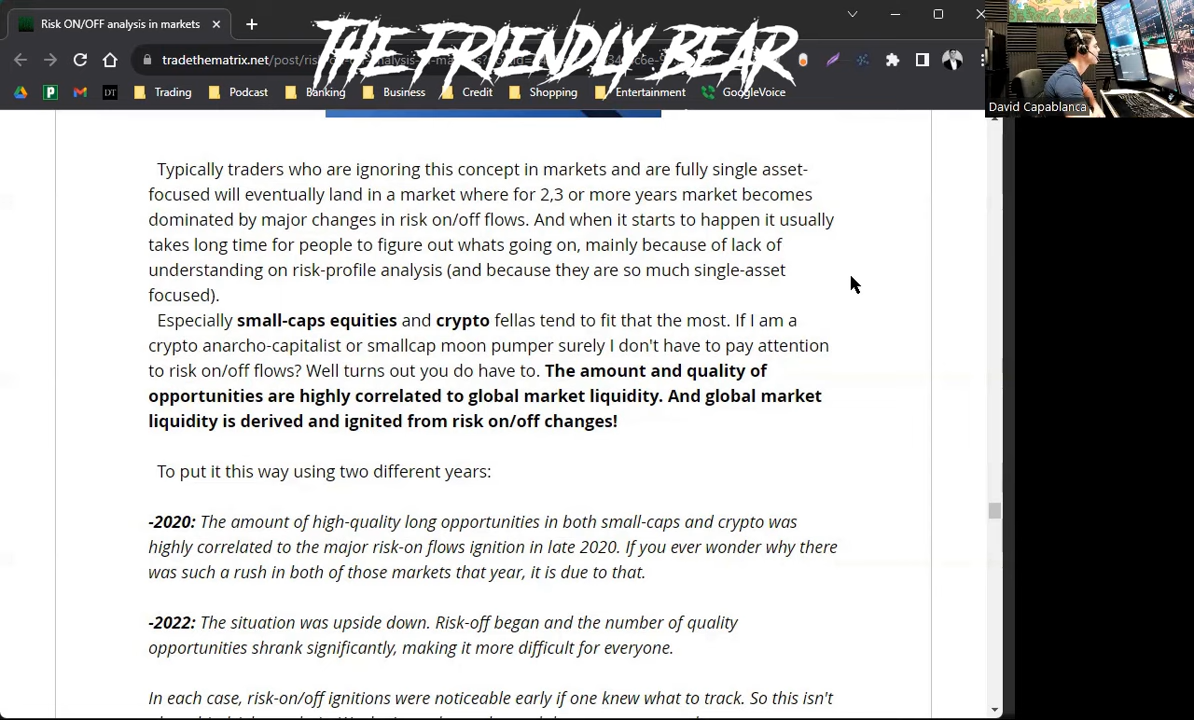 Risk ON/OFF analysis in markets
THE FRIENDLY BEAR
tradethematrix.net/post/
Trading
Podcast
Banking
Business
Credit
Shopping
Entertainment
GoogleVoice
David Capablanca
Typically traders who are ignoring this concept in markets and are fully single asset-
focused will eventually land in a market where for 2,3 or more years market becomes
dominated by major changes in risk on/off flows. And when it starts to happen it usually
takes long time for people to figure out whats going on, mainly because of lack of
understanding on risk-profile analysis (and because they are so much single-asset
focused).
Especially small-caps equities and crypto fellas tend to fit that the most. If I am a
crypto anarcho-capitalist or smallcap moon pumper surely I don't have to pay attention
to risk on/off flows? Well turns out you do have to. The amount and quality of
opportunities are highly correlated to global market liquidity. And global market
liquidity is derived and ignited from risk on/off changes!
To put it this way using two different years:
-2020: The amount of high-quality long opportunities in both small-caps and crypto was
highly correlated to the major risk-on flows ignition in late 2020. If you ever wonder why there
was such a rush in both of those markets that year, it is due to that.
-2022: The situation was upside down. Risk-off began and the number of quality
opportunities shrank significantly, making it more difficult for everyone.
In each case, risk-on/off ignitions were noticeable early if one knew what to track. So this isn't